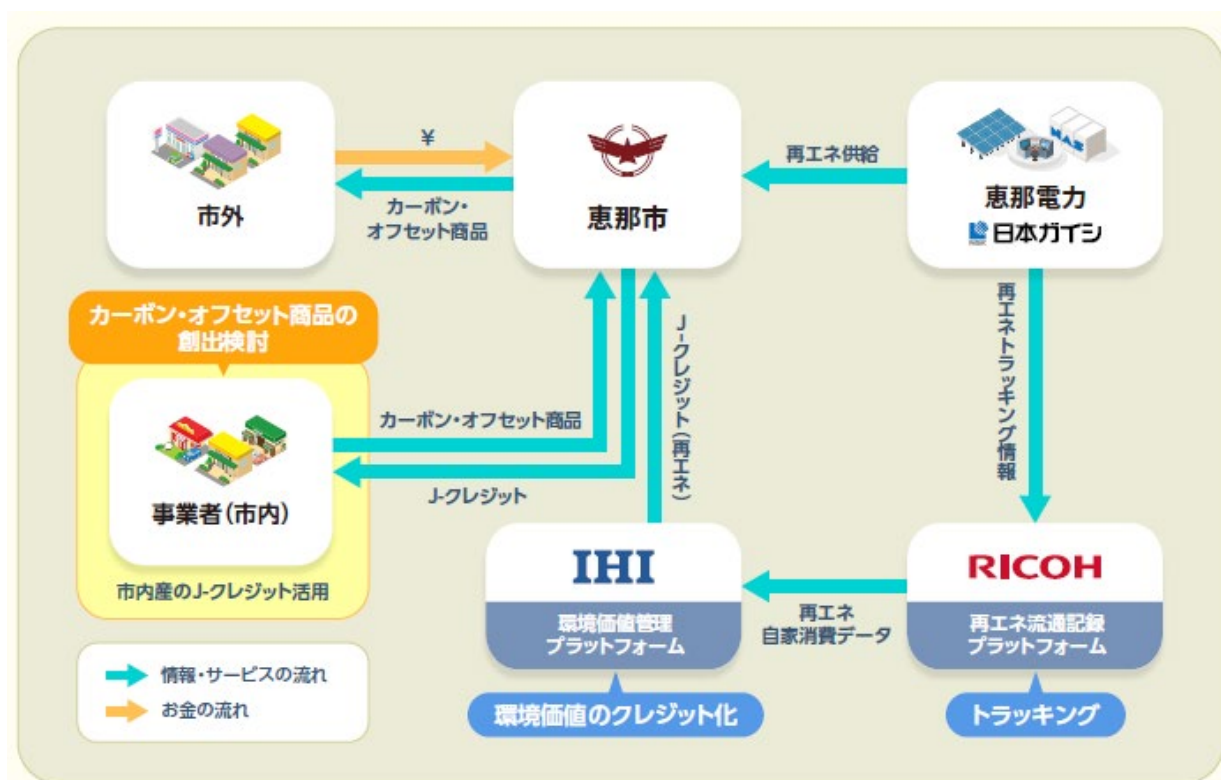 市外
¥
カーボン・
オフセット商品
恵那市
再エネ供給
NAS
恵那電力
日本ガイシ
カーボン・オフセット商品の
創出検討
事業者(市内)
市内産のJ-クレジット活用
カーボン・オフセット商品
J-クレジット
J-クレジット(再エネ)
再エネトラッキング情報
IHI
環境価値管理
プラットフォーム
再エネ
自家消費データ
RICOH
再エネ流通記録
プラットフォーム
情報・サービスの流れ
お金の流れ
環境価値のクレジット化
トラッキング